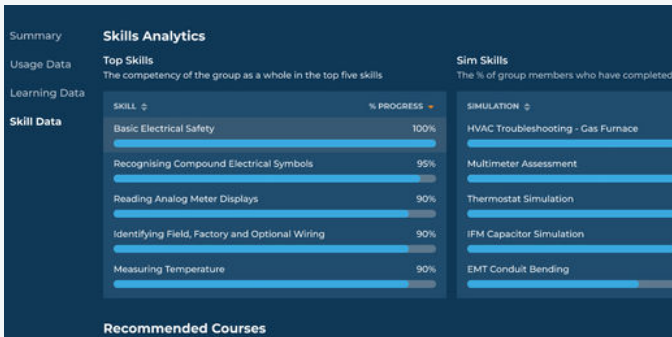 Summary
Usage Data
Learning Data
Skill Data
Skills Analytics
Top Skills
The competency of the group as a whole in the top five skills
SKILL
% PROGRESS
Basic Electrical Safety 100%
Recognising Compound Electrical Symbols 95%
Reading Analog Meter Displays 90%
Identifying Field, Factory and Optional Wiring 90%
Measuring Temperature 90%
Sim Skills
The % of group members who have completed
SIMULATION
HVAC Troubleshooting - Gas Furnace
Multimeter Assessment
Thermostat Simulation
IFM Capacitor Simulation
EMT Conduit Bending
Recommended Courses